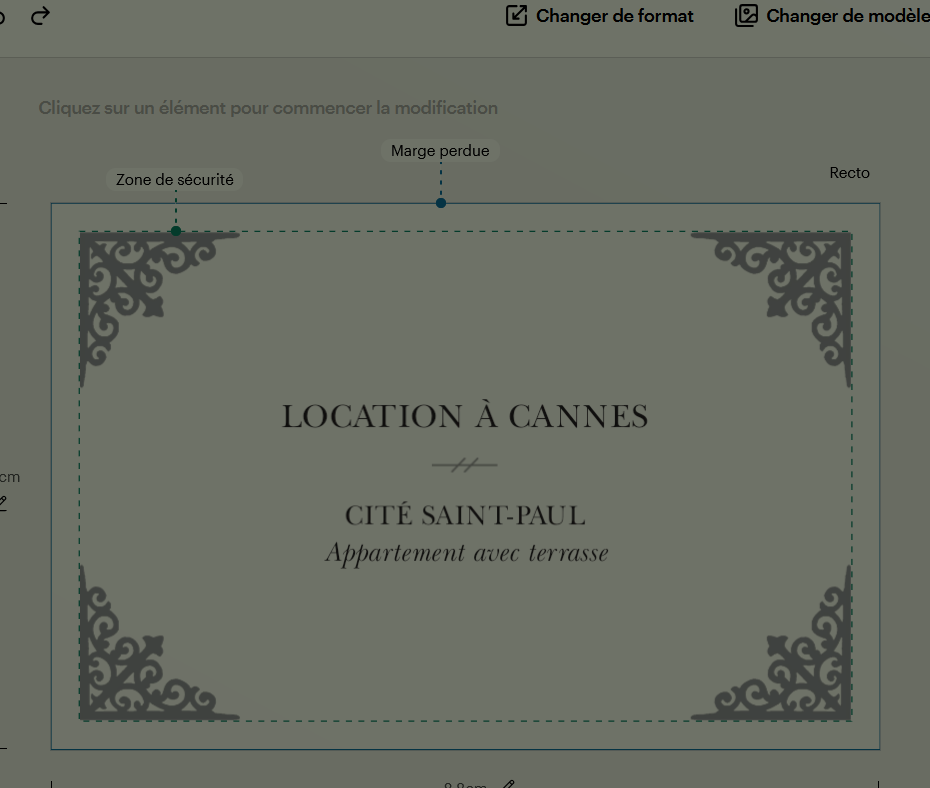 Changer de format
Changer de modèle
Cliquez sur un élément pour commencer la modification
Marge perdue
Zone de sécurité
Recto
LOCATION À CANNES
CITÉ SAINT-PAUL
cm
Appartement avec terrasse